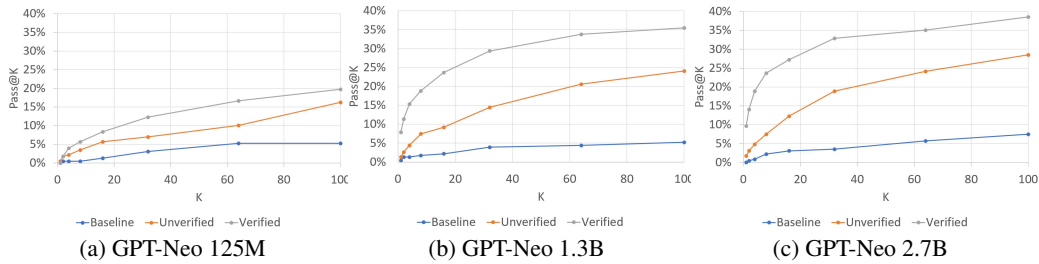 40%
35%
30%
25%
20%
15%
10%
5%
0%
Pass@K
0 20 40 60 80 100
K
Baseline Unverified Verified
(a) GPT-Neo 125M
40%
35%
30%
25%
20%
15%
10%
5%
0%
Pass@K
0 20 40 60 80 100
K
Baseline Unverified Verified
(b) GPT-Neo 1.3B
40%
35%
30%
25%
20%
15%
10%
5%
0%
Pass@K
0 20 40 60 80 100
K
Baseline Unverified Verified
(c) GPT-Neo 2.7B